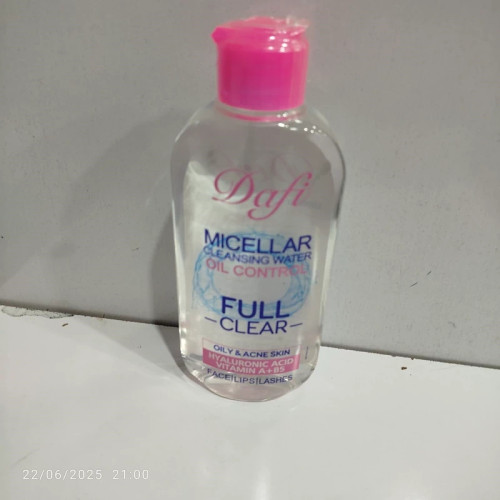 Dafi
MICELLAR
CLEANSING WATER
OIL CONTROL
FULL
—CLEAR—
OILY & ACNE SKIN
HYALURONIC ACID
VITAMIN A+B5
FACE|LIPS|LASHES
22/06/2025 21:00